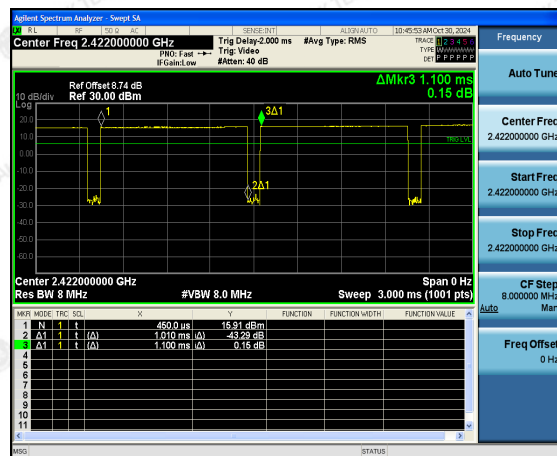 Agilent Spectrum Analyzer - Swept SA
RL RF 50 Ω AC SENSE:INT ALIGNAUTO 10:45:53 AM Oct 30, 2024
Center Freq 2.422000000 GHz
PNO: Fast
IFGain:Low
Trig Delay-2.000 ms
Trig: Video
#Atten: 40 dB
#Avg Type: RMS
TRACE 1 2 3 4 5 6
TYPE
DET P P P P P P
Ref Offset 8.74 dB
Ref 30.00 dBm
ΔMkr3 1.100 ms
0.15 dB
10 dB/div
Log
20.0
10.0
0.00
-10.0
-20.0
-30.0
-40.0
-50.0
-60.0
1
3Δ1
2Δ1
TRIG LVL
Center 2.422000000 GHz
Span 0 Hz
Res BW 8 MHz
#VBW 8.0 MHz
Sweep 3.000 ms (1001 pts)
MKR MODE TRC SCL X Y FUNCTION FUNCTION WIDTH FUNCTION VALUE
1 N 1 t 450.0 µs 15.91 dBm
2 Δ1 1 t (Δ) 1.010 ms (Δ) -43.29 dB
3 Δ1 1 t (Δ) 1.100 ms (Δ) 0.15 dB
4
5
6
7
8
9
10
11
MSG
STATUS
Frequency
Auto Tune
Center Freq
2.422000000 GHz
Start Freq
2.422000000 GHz
Stop Freq
2.422000000 GHz
CF Step
8.000000 MHz
Auto Man
Freq Offset
0 Hz